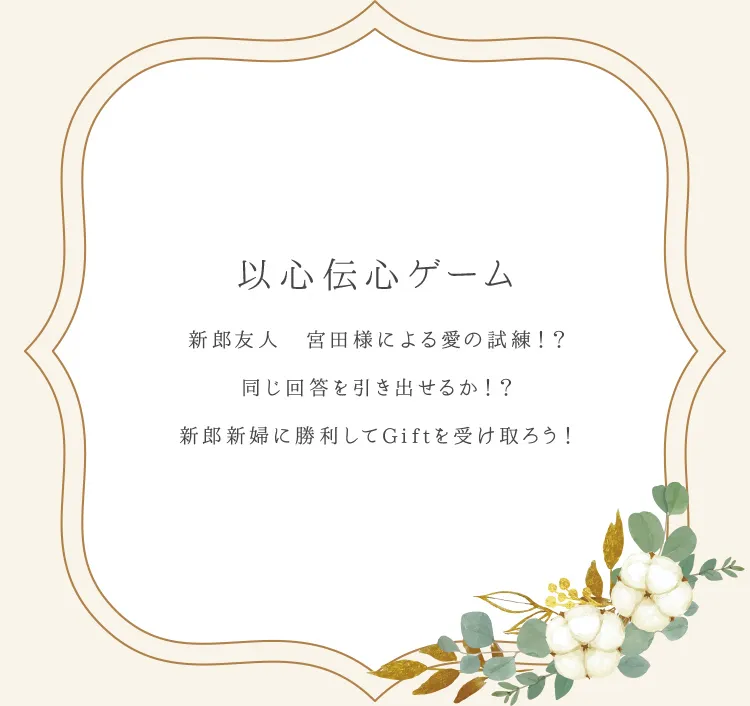 以心伝心ゲーム
新郎友人　宮田様による愛の試練！？
同じ回答を引き出せるか！？
新郎新婦に勝利してGiftを受け取ろう！